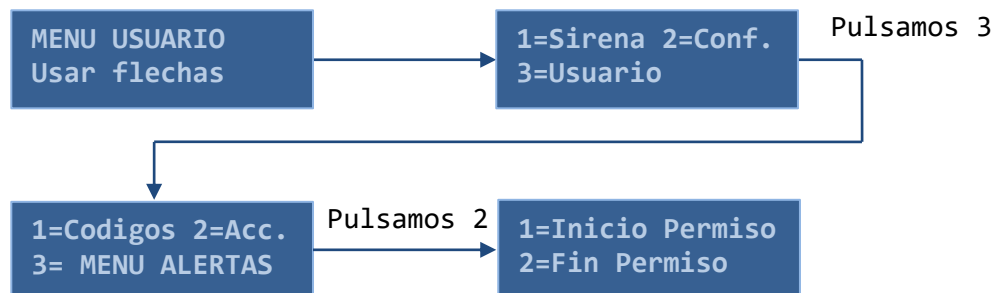 MENU USUARIO
Usar flechas
1=Sirena 2=Conf.
3=Usuario
Pulsamos 3
1=Codigos 2=Acc.
3= MENU ALERTAS
Pulsamos 2
1=Inicio Permiso
2=Fin Permiso